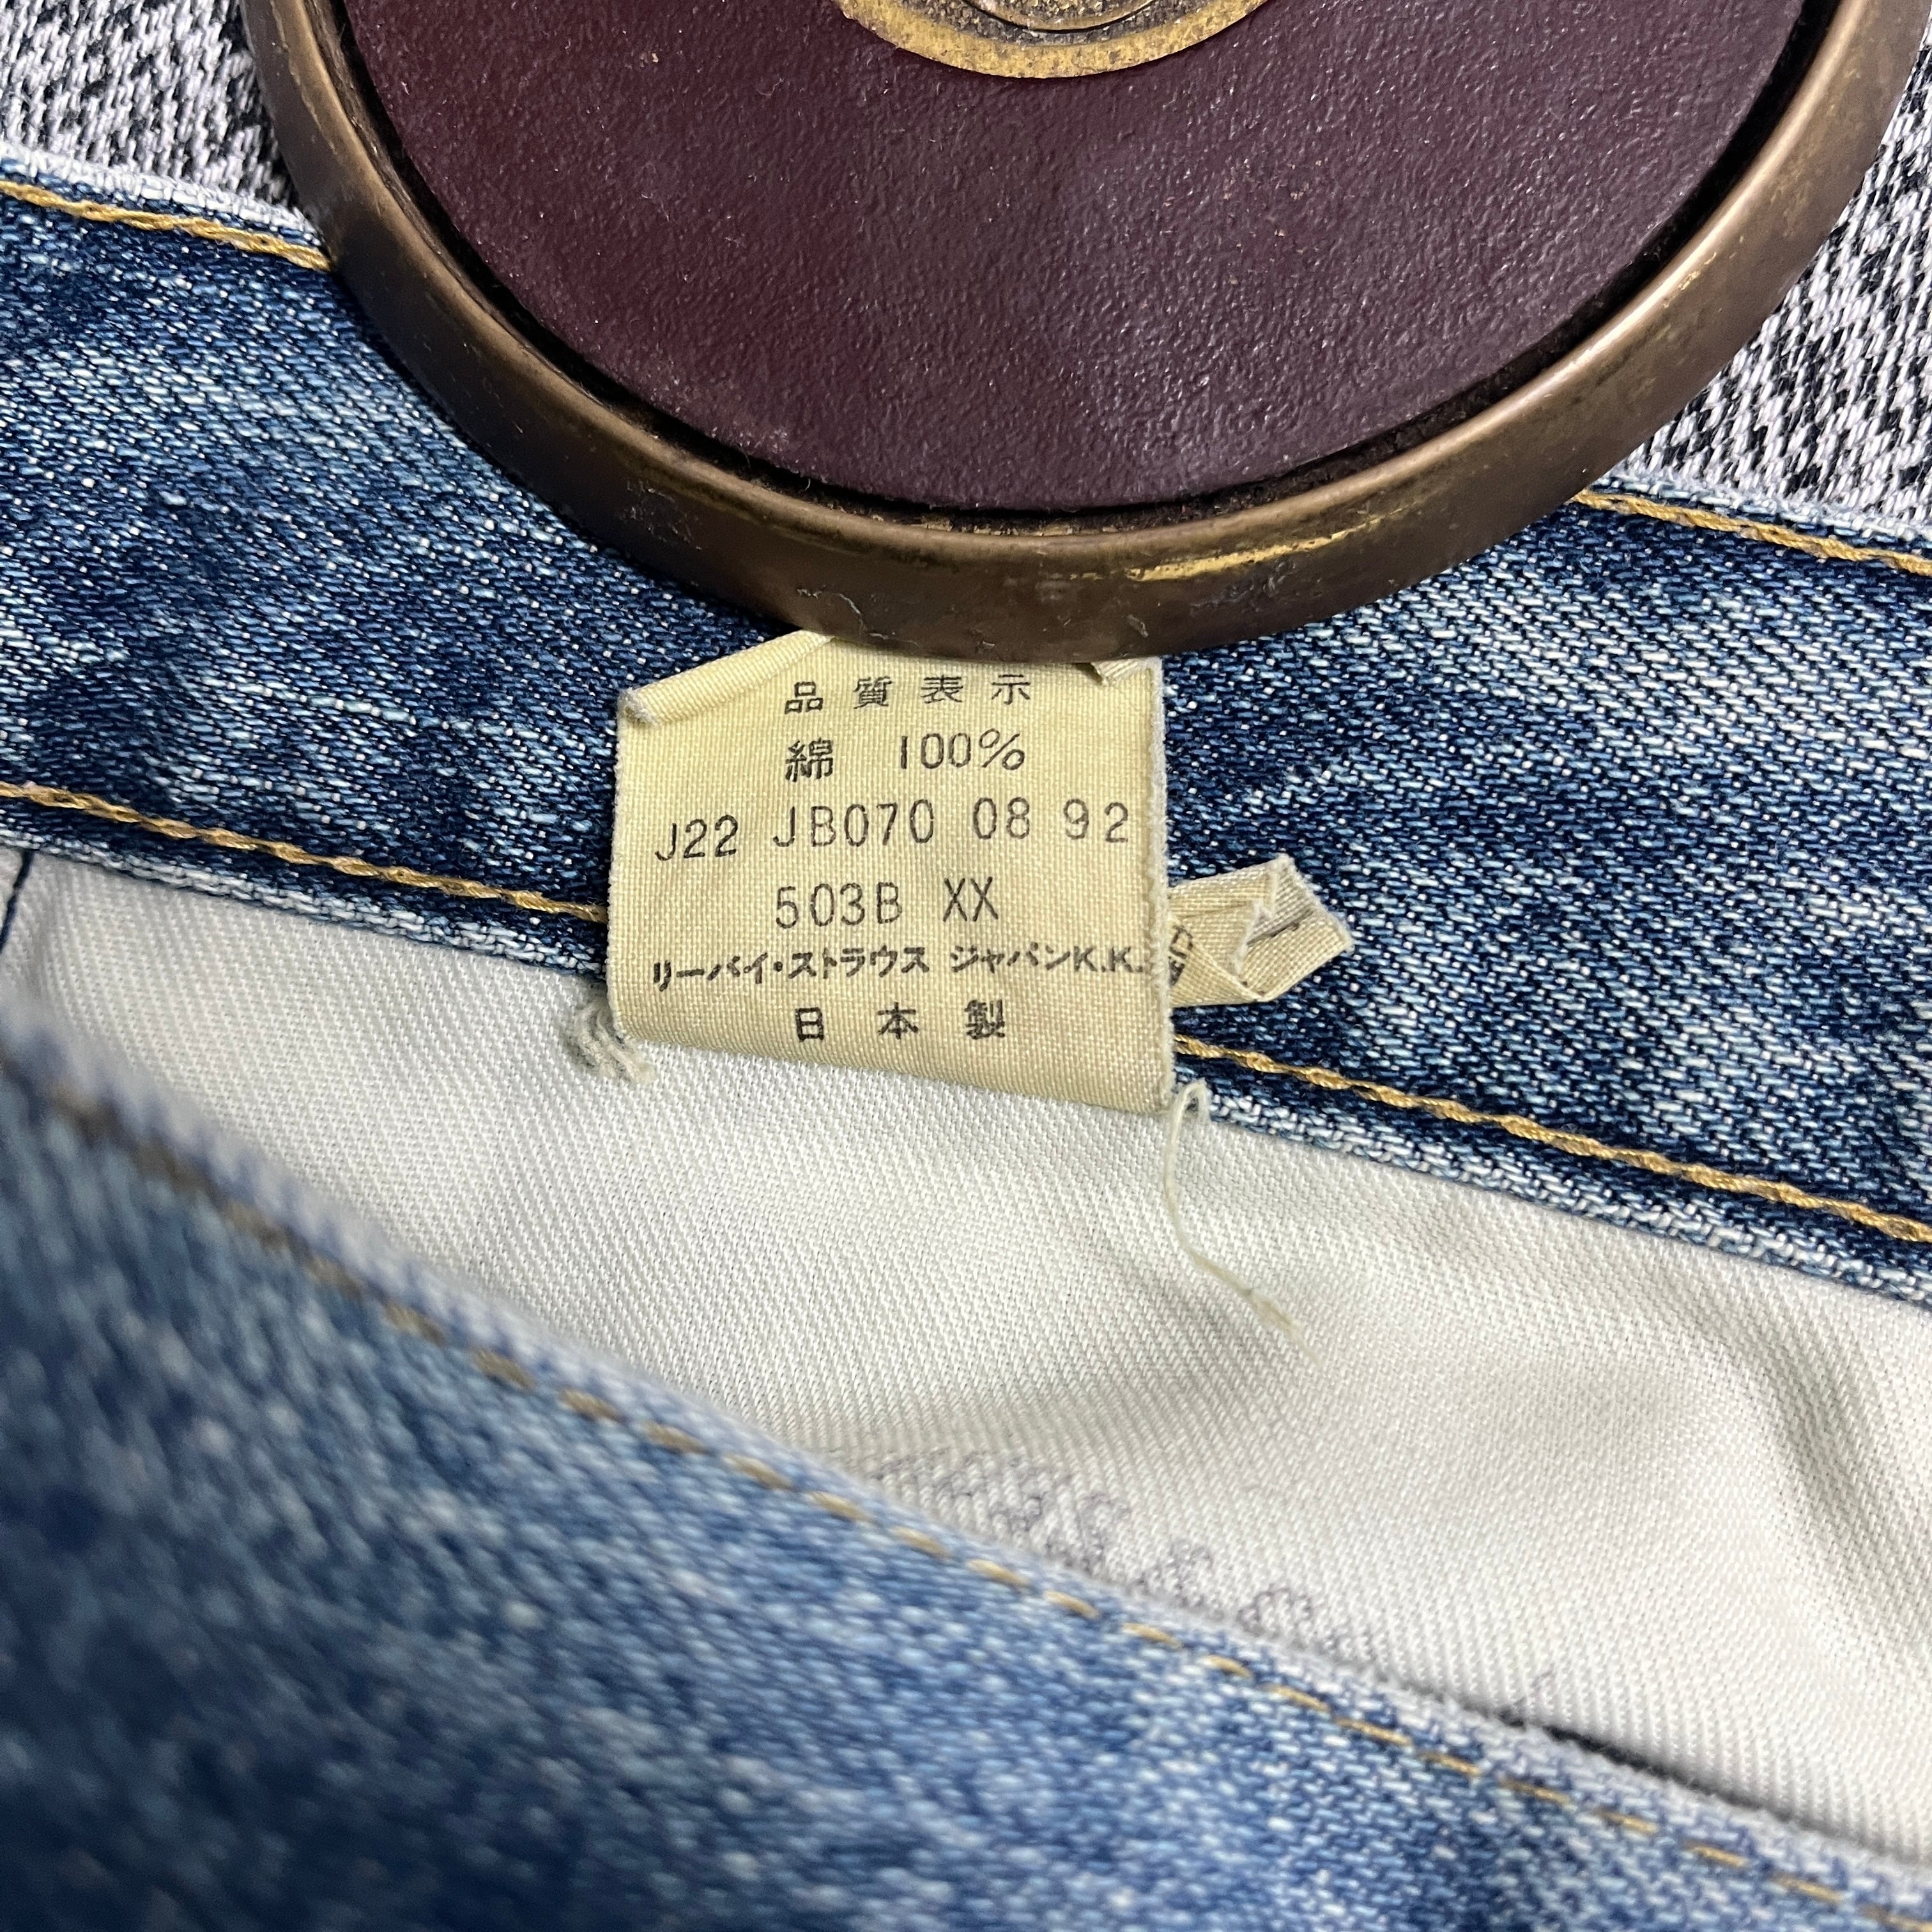 品質表示
綿 100%
J22 JB070 08 92
503B XX
リーバイ・ストラウス ジャパンK.K.
日本製